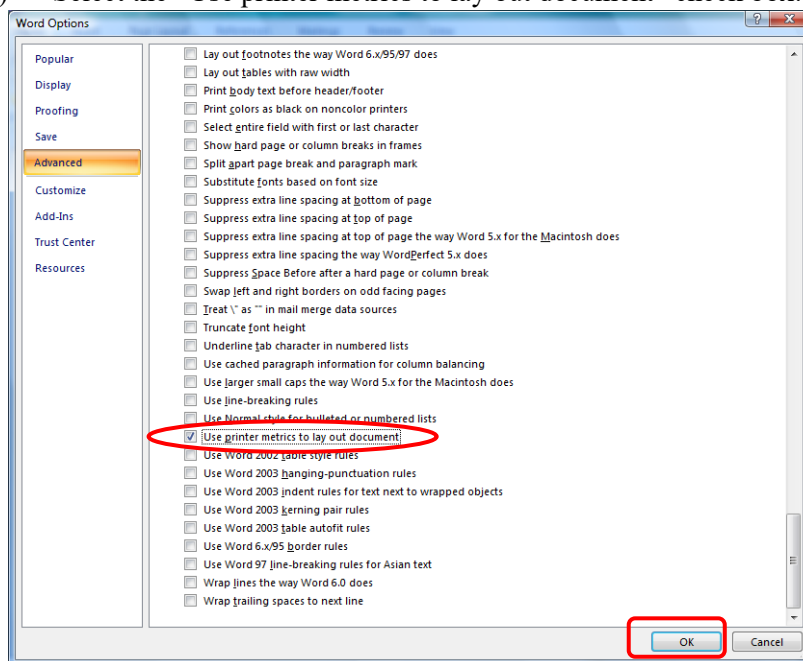 Select the "Use printer metrics to lay out document" check
Word Options
Popular
Display
Proofing
Save
Advanced
Customize
Add-Ins
Trust Center
Resources
Lay out footnotes the way Word 6.x/95/97 does
Lay out tables with raw width
Print body text before header/footer
Print colors as black on noncolor printers
Select entire field with first or last character
Show hard page or column breaks in frames
Split apart page break and paragraph mark
Substitute fonts based on font size
Suppress extra line spacing at bottom of page
Suppress extra line spacing at top of page
Suppress extra line spacing at top of page the way Word 5.x for the Macintosh does
Suppress extra line spacing the way WordPerfect 5.x does
Suppress Space Before after a hard page or column break
Swap left and right borders on odd facing pages
Treat \" as "" in mail merge data sources
Truncate font height
Underline tab character in numbered lists
Use cached paragraph information for column balancing
Use larger small caps the way Word 5.x for the Macintosh does
Use line-breaking rules
Use Normal style for bulleted or numbered lists
Use printer metrics to lay out document
Use Word 2002 table style rules
Use Word 2003 hanging-punctuation rules
Use Word 2003 indent rules for text next to wrapped objects
Use Word 2003 kerning pair rules
Use Word 2003 table autofit rules
Use Word 6.x/95 border rules
Use Word 97 line-breaking rules for Asian text
Wrap lines the way Word 6.0 does
Wrap trailing spaces to next line
OK Cancel